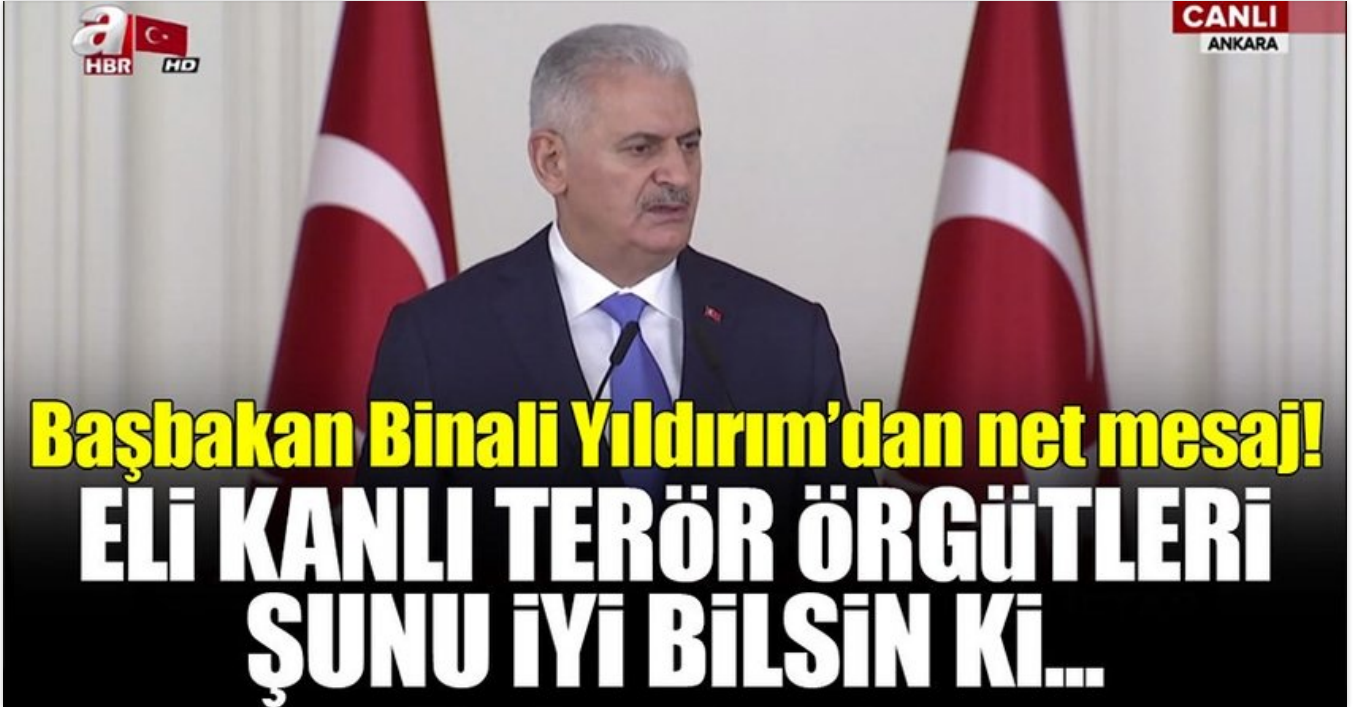 a
HBR HD
CANLI
ANKARA
Başbakan Binali Yıldırım'dan net mesaj!
ELİ KANLI TERÖR ÖRGÜTLERİ
ŞUNU İYİ BİLSİN Kİ...